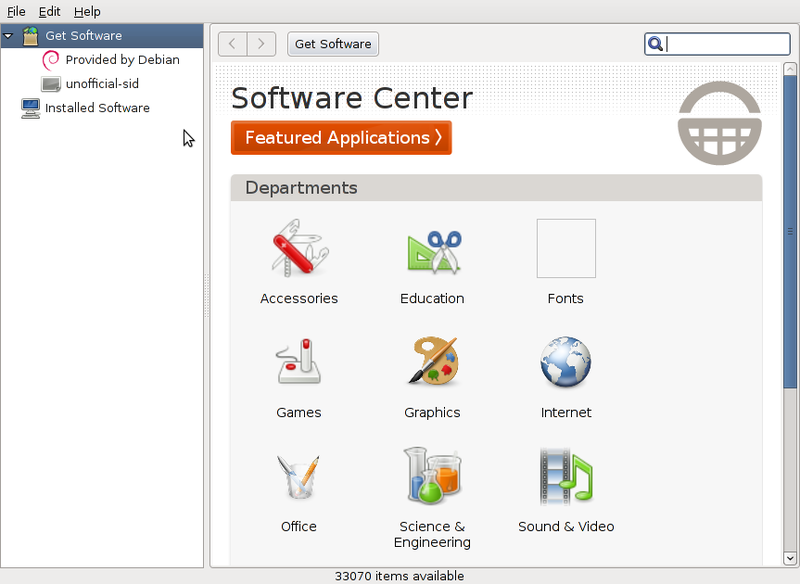 File Edit Help
Get Software
Provided by Debian
unofficial-sid
Installed Software
Get Software
Software Center
Featured Applications ❯
Departments
Accessories
Education
Fonts
Games
Graphics
Internet
Office
Science &
Engineering
Sound & Video
33070 items available